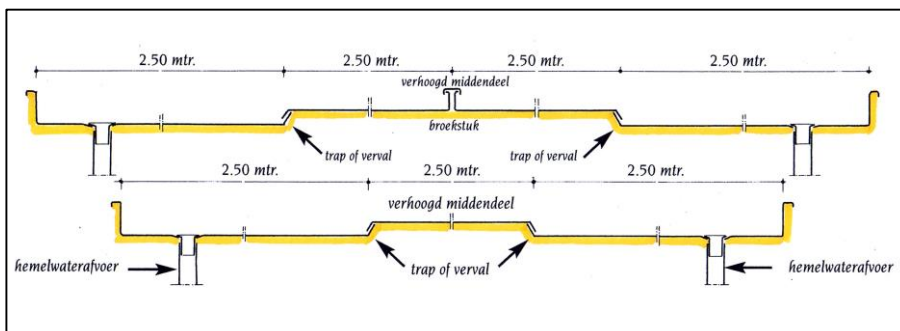 2.50 mtr. 2.50 mtr. 2.50 mtr. 2.50 mtr.
verhoogd middendeel
broekstuk
trap of verval trap of verval
2.50 mtr. 2.50 mtr. 2.50 mtr.
verhoogd middendeel
hemelwaterafvoer trap of verval hemelwaterafvoer